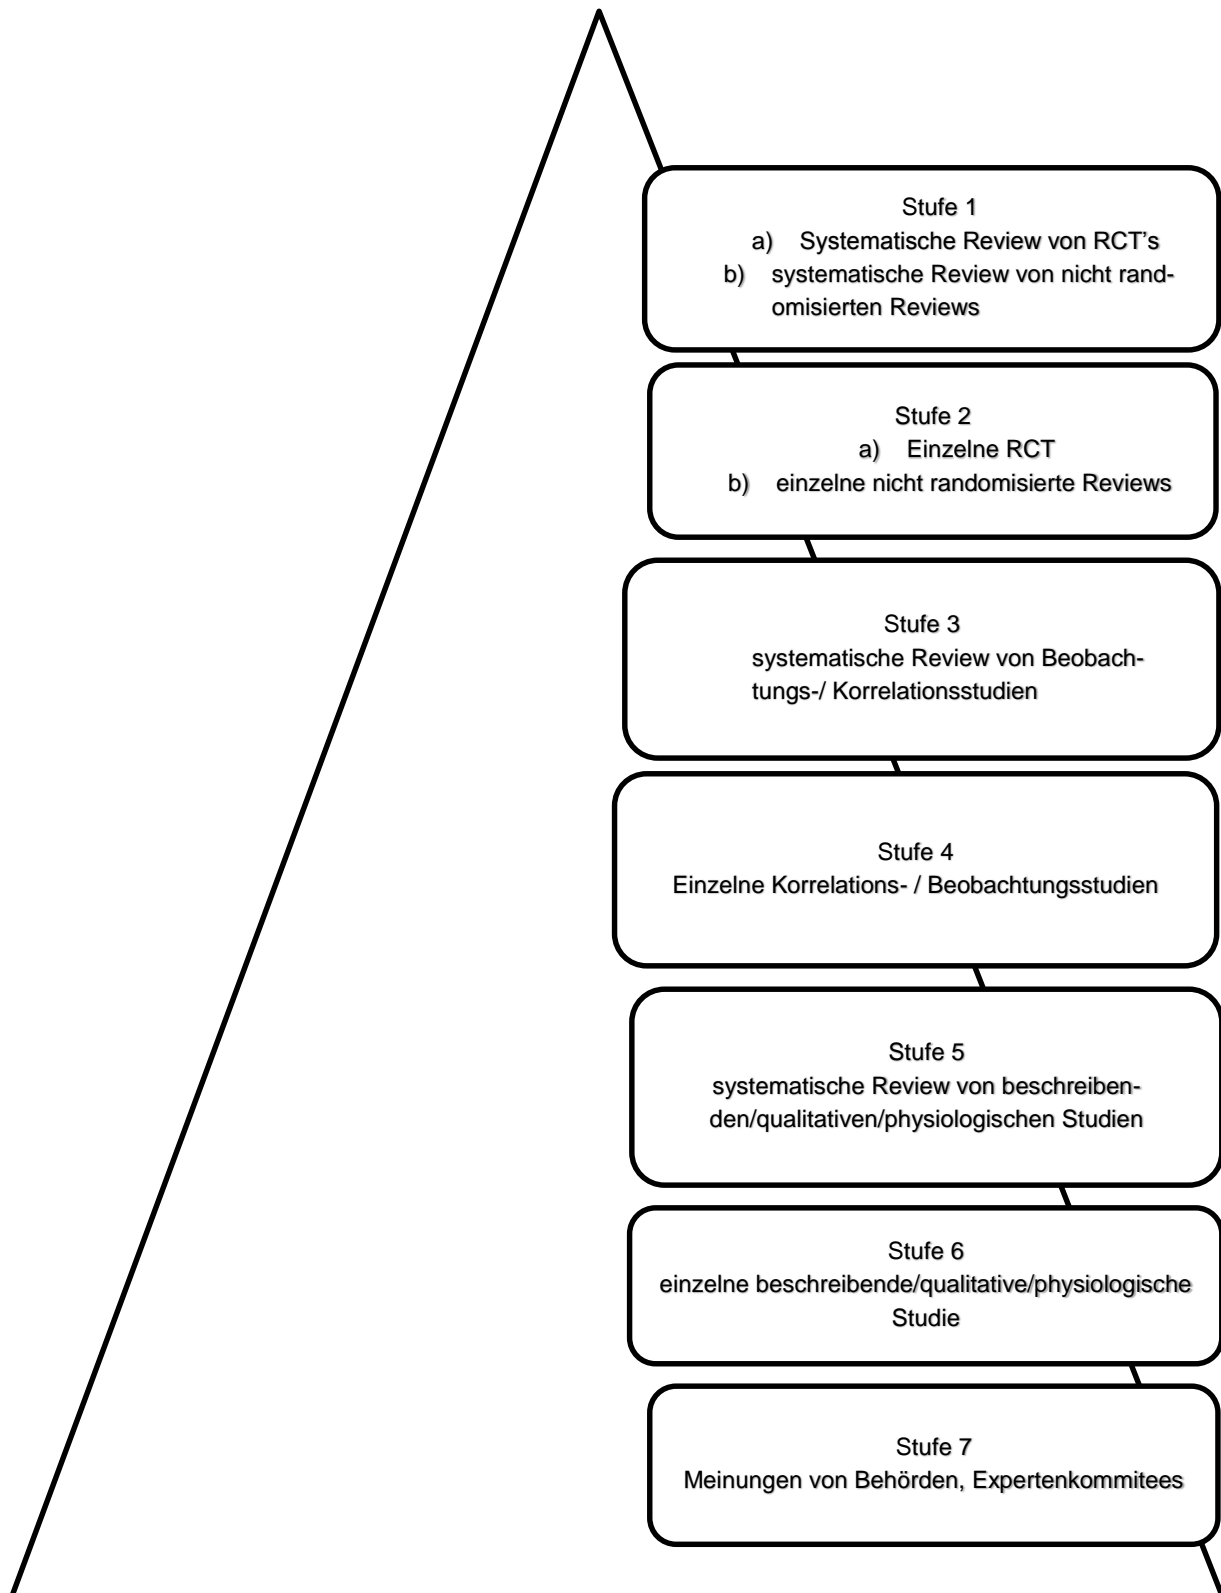 Stufe 1
a) Systematische Review von RCT's
b) systematische Review von nicht rand-
omisierten Reviews
Stufe 2
a) Einzelne RCT
b) einzelne nicht randomisierte Reviews
Stufe 3
systematische Review von Beobach-
tungs-/ Korrelationsstudien
Stufe 4
Einzelne Korrelations- / Beobachtungsstudien
Stufe 5
systematische Review von beschreiben-
den/qualitativen/physiologischen Studien
Stufe 6
einzelne beschreibende/qualitative/physiologische
Studie
Stufe 7
Meinungen von Behörden, Expertenkommitees